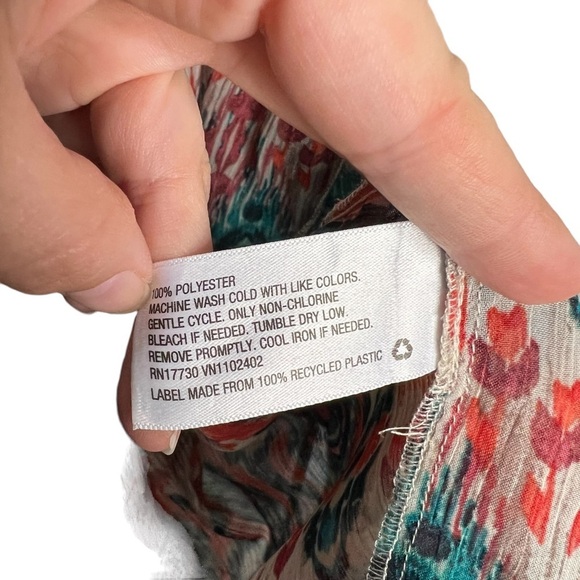 100% POLYESTER
MACHINE WASH COLD WITH LIKE COLORS.
GENTLE CYCLE. ONLY NON-CHLORINE
BLEACH IF NEEDED. TUMBLE DRY LOW.
REMOVE PROMPTLY. COOL IRON IF NEEDED.
RN17730 VN1102402
LABEL MADE FROM 100% RECYCLED PLASTIC